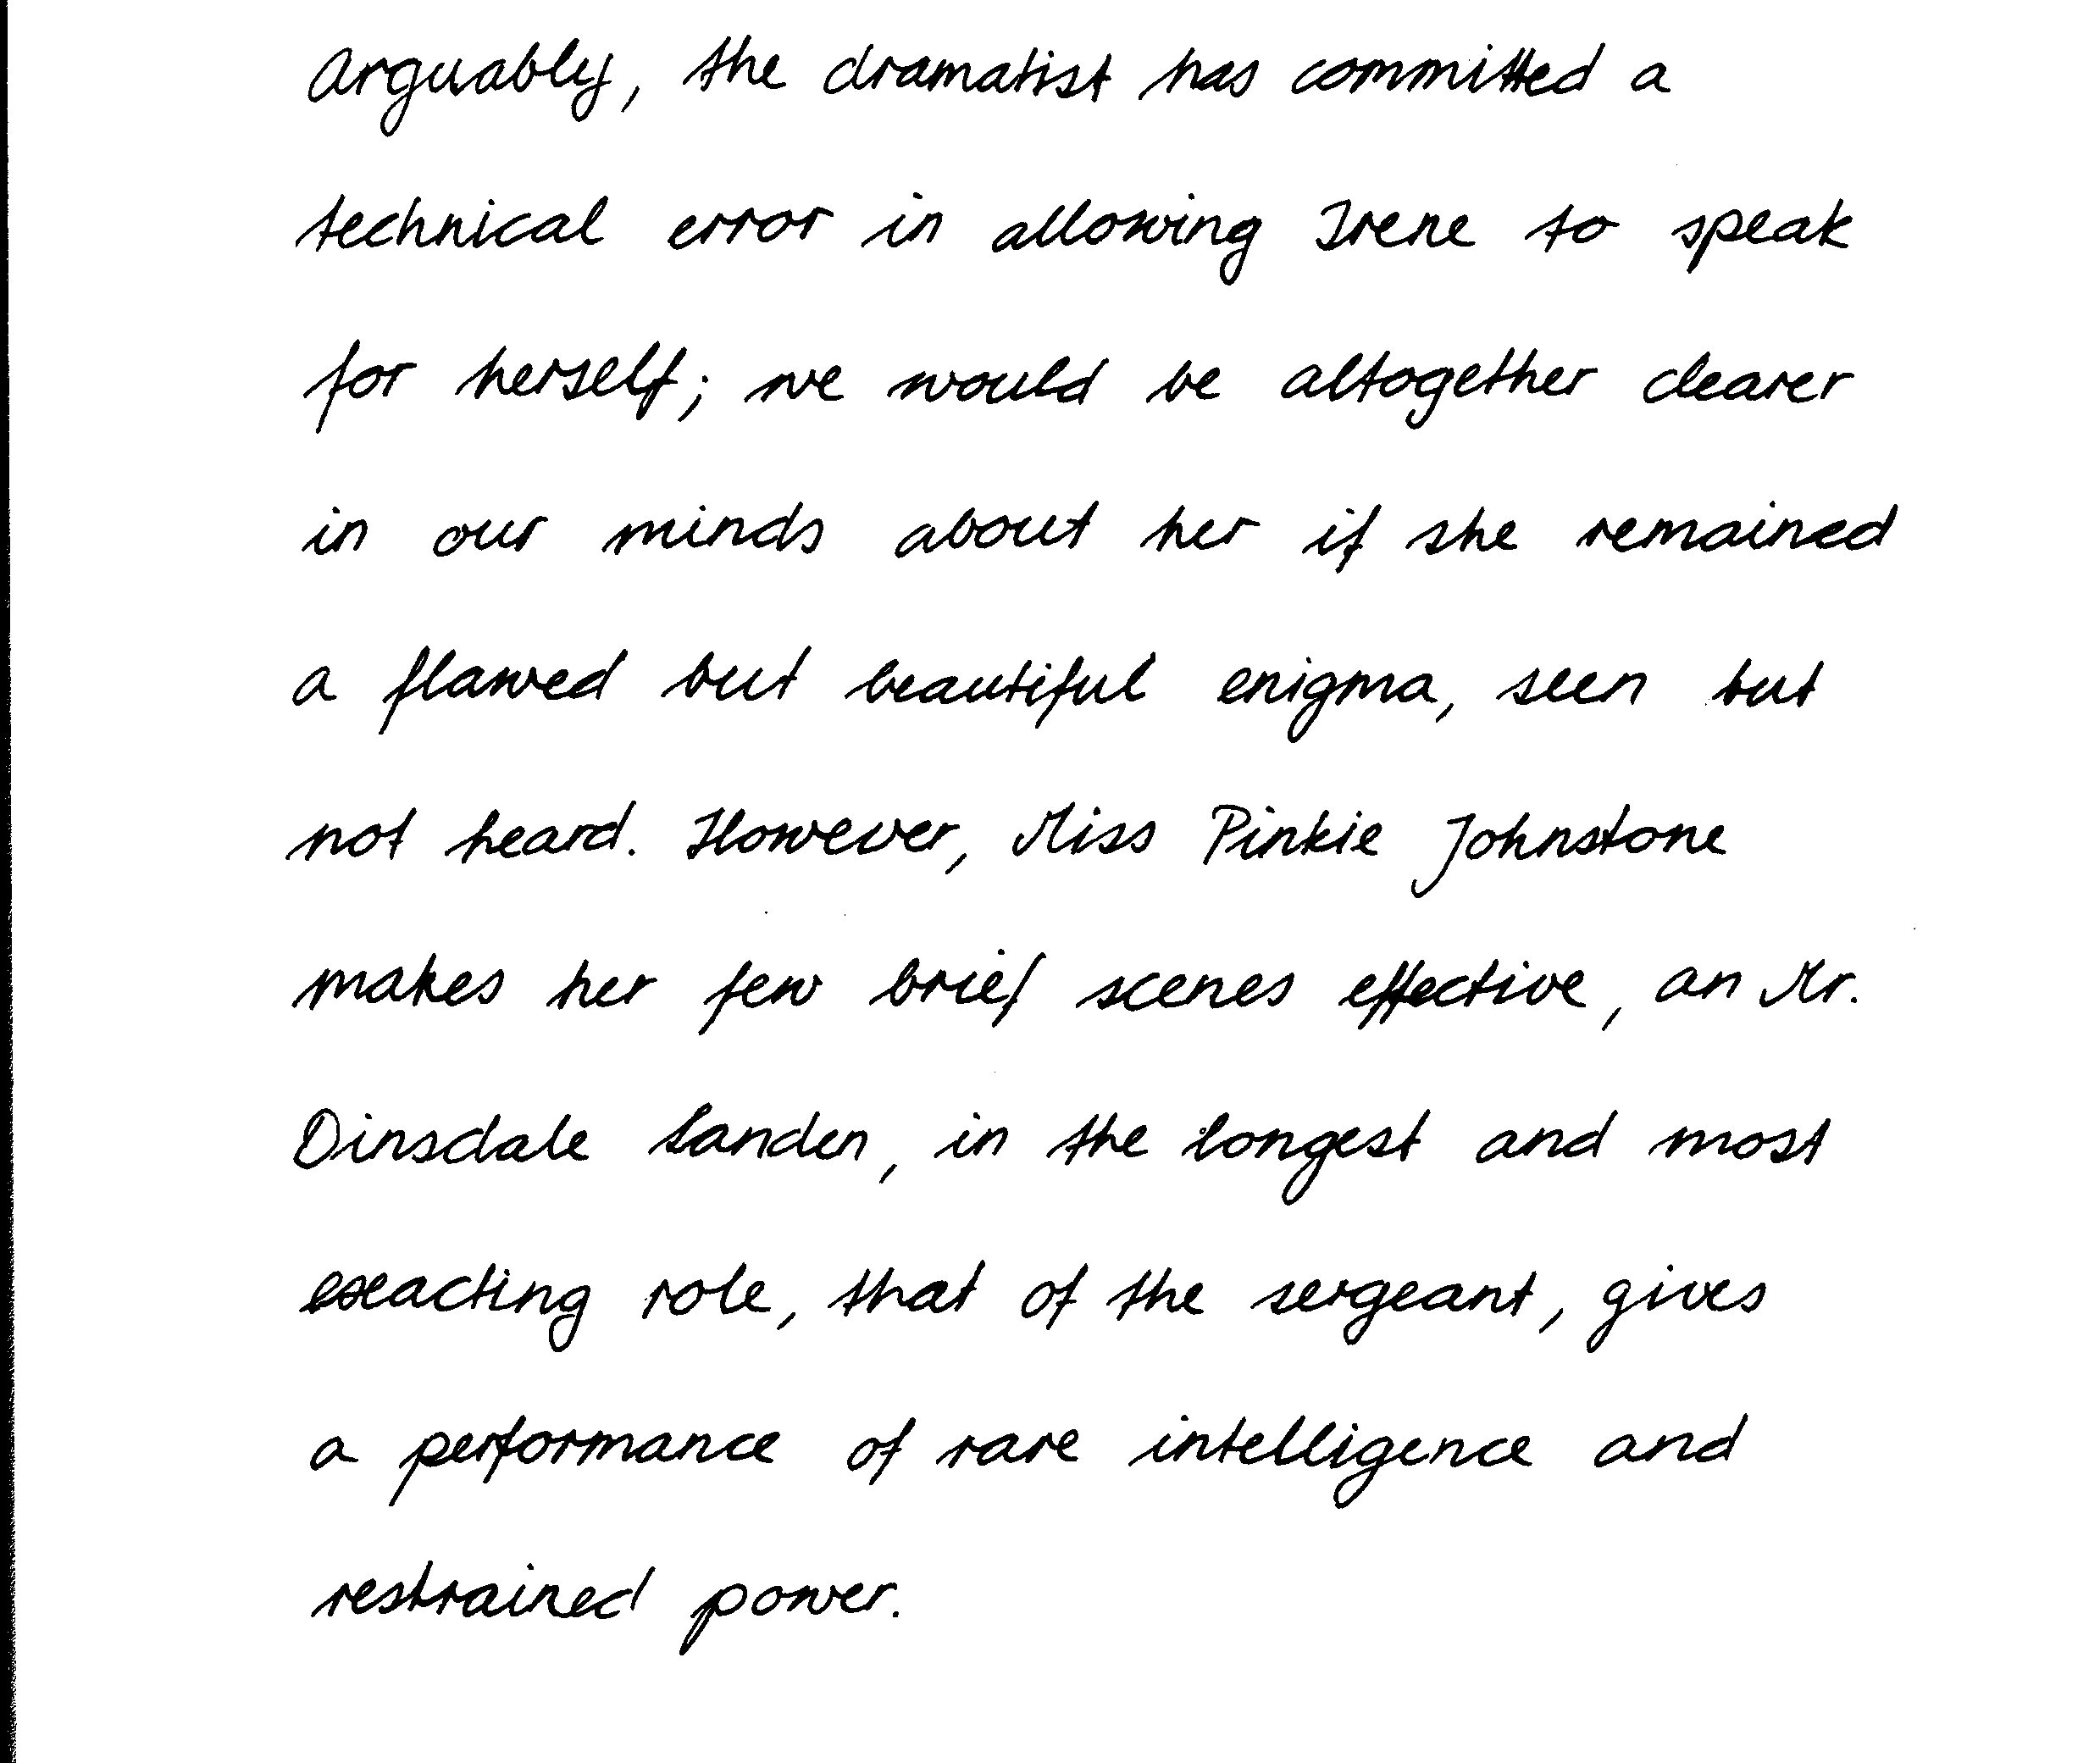 Arguably, the dramatist has committed a
technical error in allowing Irene to speak
for herself; we would be altogether clearer
in our minds about her if she remained
a flawed but beautiful enigma, seen but
not heard. However, Miss Pinkie Johnstone
makes her few brief scenes effective, an Mr.
Dinsdale Landen, in the longest and most
exacting role, that of the sergeant, gives
a performance of rare intelligence and
restrained power.